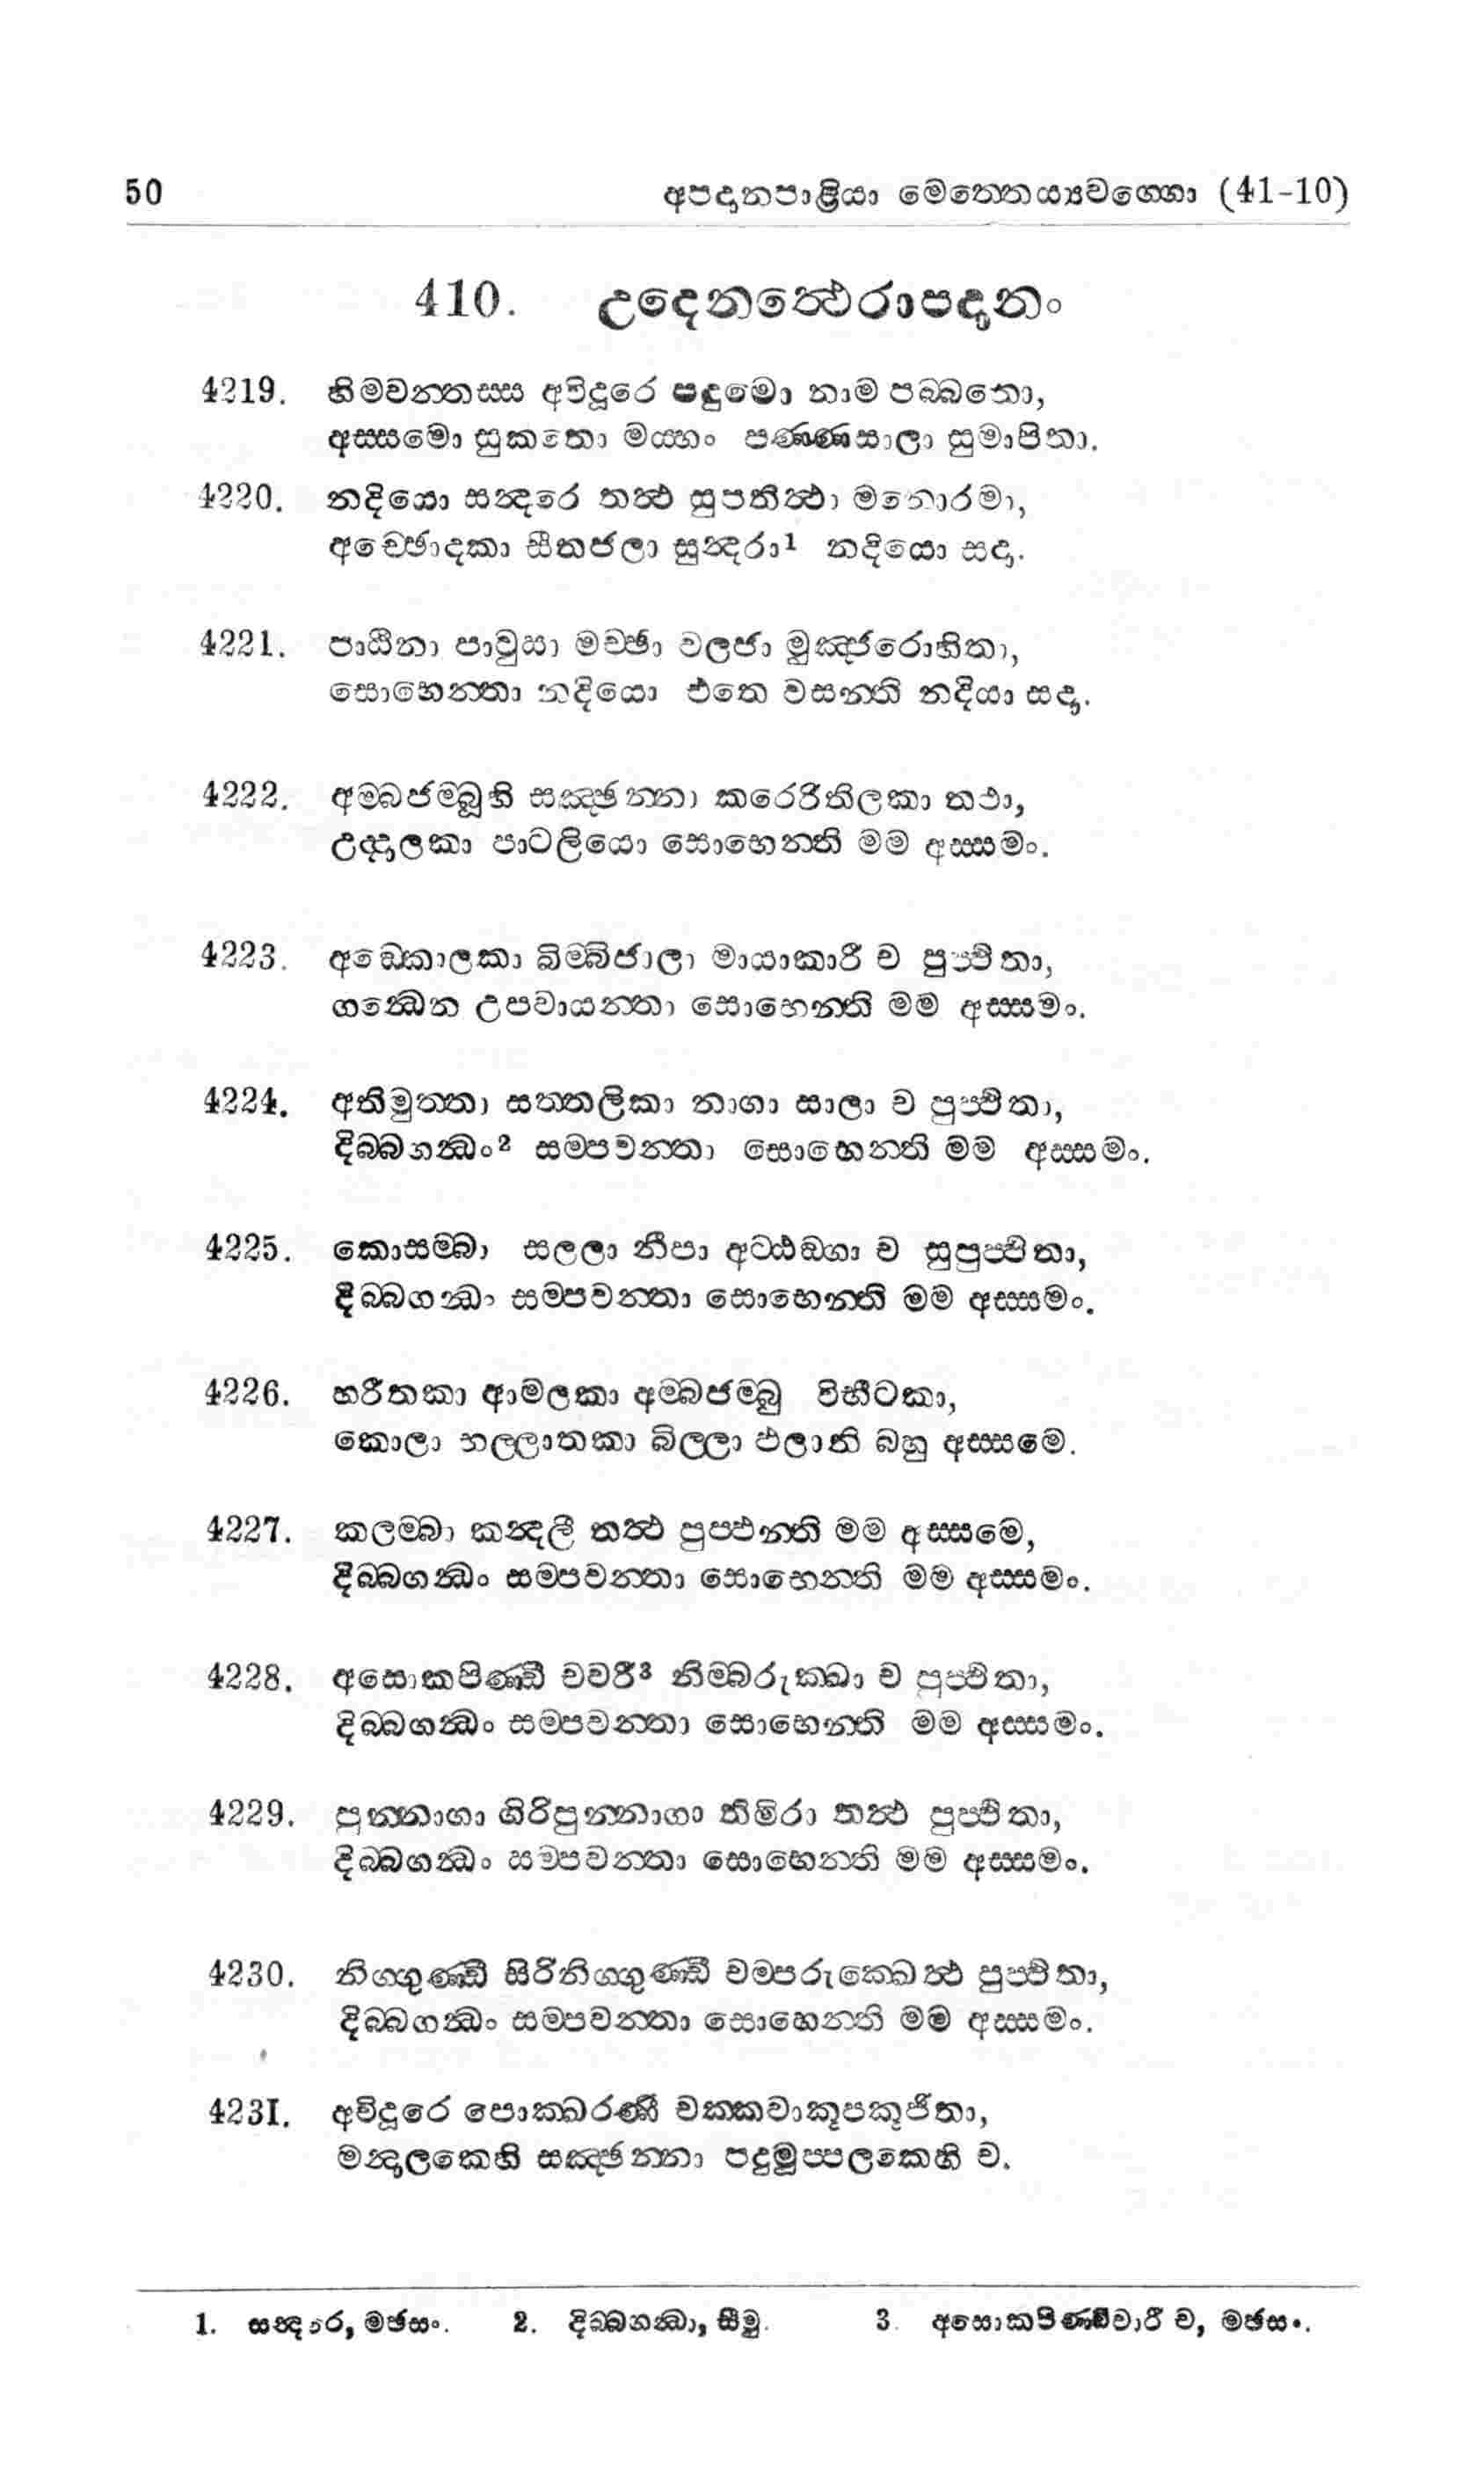 50 අපදානපාළියා මෙත්තෙය්‍යවග්ගො (41-10)
410. උදෙනත්ථෙරාපදානං
4219. හිමවන්තස්ස අවිදූරෙ පදුමො නාම පබ්බතො,
අස්සමො සුකතො මය්හං පණ්ණසාලා සුමාපිතා.
4220. නදියො සන්දරෙ තත්ථ සුපතිත්ථා මනොරමා,
අච්ඡොදකා සීතජලා සුන්දරා1 නදියො සදා.
4221. පාඨීනා පාවුසා මච්ඡා වලජා මුඤ්ජරොහිතා,
සොභෙන්තා නදියො එතෙ වසන්ති නදියා සදා.
4222. අම්බජම්බූහි සඤ්ඡන්නා කරෙරිතිලකා තථා,
උද්දාලකා පාටලියො සොභෙන්ති මම අස්සමං.
4223. අඞ්කොලකා බිම්බිජාලා මායාකාරී ච පුප්ඵිතා,
ගන්ධෙන උපවායන්තා සොභෙන්ති මම අස්සමං.
4224. අතිමුත්තා සත්තලිකා නාගා සාලා ච පුප්ඵිතා,
දිබ්බගන්ධං2 සම්පවන්තා සොභෙන්ති මම අස්සමං.
4225. කොසම්බා සලලා නීපා අට්ඨඞ්ගා ච සුපුප්ඵිතා,
දිබ්බගන්ධං සම්පවන්තා සොභෙන්ති මම අස්සමං.
4226. හරීතකා ආමලකා අම්බජම්බු විභීටකා,
කොලා භල්ලාතකා බිල්ලා ඵලානි බහු අස්සමෙ.
4227. කලම්බා කන්දලී තත්ථ පුප්ඵන්ති මම අස්සමෙ,
දිබ්බගන්ධං සම්පවන්තා සොභෙන්ති මම අස්සමං.
4228. අසොකපිණ්ඩී චවරී3 නිම්බරුක්ඛා ච පුප්ඵිතා,
දිබ්බගන්ධං සම්පවන්තා සොභෙන්ති මම අස්සමං.
4229. පුන්නාගා ගිරිපුන්නාගා තිමිරා තත්ථ පුප්ඵිතා,
දිබ්බගන්ධං සම්පවන්තා සොභෙන්ති මම අස්සමං.
4230. නිග්ගුණ්ඩී සිරිනිග්ගුණ්ඩී චම්පරුක්ඛෙත්ථ පුප්ඵිතා,
දිබ්බගන්ධං සම්පවන්තා සොභෙන්ති මම අස්සමං.
4231. අවිදූරෙ පොක්ඛරණී චක්කවාකූපකූජිතා,
මන්දාලකෙහි සඤ්ඡන්නා පදුමුප්පලකෙහි ච.
1. සන්දරෙ, මඡසං. 2. දිබ්බගන්ධා, සීමු. 3. අසොකපිණ්ඩිවාරී ච, මඡසං.